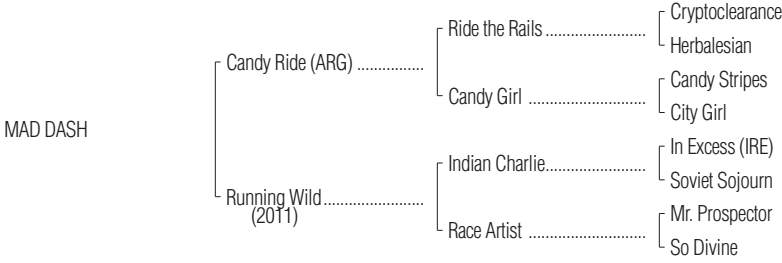 Cryptoclearance
Ride the Rails ........................
Herbalesian
Candy Ride (ARG) ................
Candy Stripes
Candy Girl ............................
City Girl
MAD DASH
In Excess (IRE)
Indian Charlie........................
Soviet Sojourn
Running Wild........................
(2011)
Mr. Prospector
Race Artist ............................
So Divine